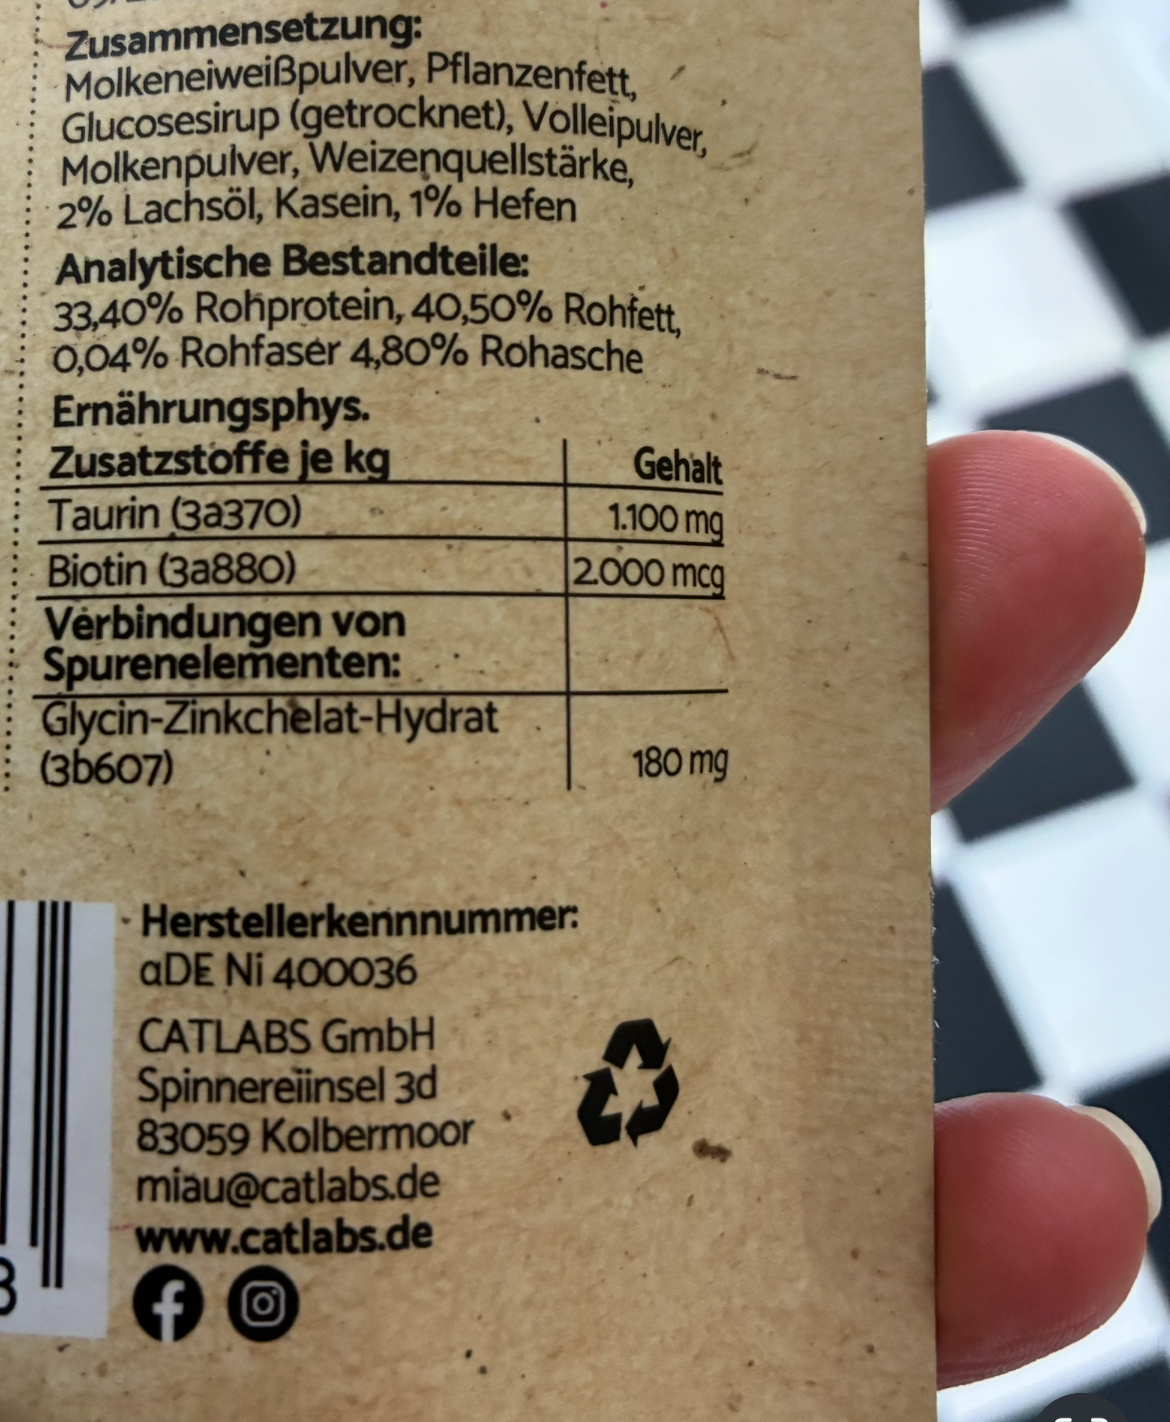 Zusammensetzung:
Molkeneiweißpulver, Pflanzenfett,
Glucosesirup (getrocknet), Volleipulver,
Molkenpulver, Weizenquellstärke,
2% Lachsöl, Kasein, 1% Hefen
Analytische Bestandteile:
33,40% Rohprotein, 40,50% Rohfett,
0,04% Rohfaser 4,80% Rohasche
Ernährungsphys.
Zusatzstoffe je kg Gehalt
Taurin (3a370) 1.100 mg
Biotin (3a880) 2.000 mcg
Verbindungen von
Spurenelementen:
Glycin-Zinkchelat-Hydrat
(3b607) 180 mg
Herstellerkennnummer:
αDE Ni 400036
CATLABS GmbH
Spinnereiinsel 3d
83059 Kolbermoor
miau@catlabs.de
www.catlabs.de